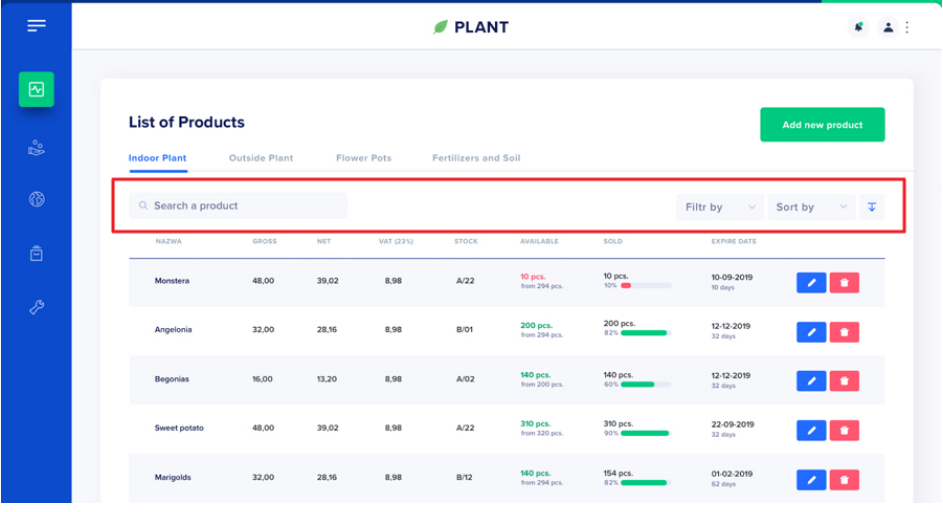 PLANT
List of Products
Add new product
Indoor Plant Outside Plant Flower Pots Fertilizers and Soil
Search a product Filtr by Sort by
NAZWA GROSS NET VAT (23%) STOCK AVAILABLE SOLD EXPIRE DATE
Monstera 48,00 39,02 8,98 A/22 10 pcs. 10 pcs. 10-09-2019
from 294 pcs. 10% 10 days
Angelonia 32,00 28,16 8,98 B/01 200 pcs. 200 pcs. 12-12-2019
from 294 pcs. 82% 32 days
Begonias 16,00 13,20 8,98 A/02 140 pcs. 140 pcs. 12-12-2019
from 200 pcs. 60% 32 days
Sweet potato 48,00 39,02 8,98 A/22 310 pcs. 310 pcs. 22-09-2019
from 320 pcs. 90% 32 days
Marigolds 32,00 28,16 8,98 B/12 140 pcs. 154 pcs. 01-02-2019
from 294 pcs. 82% 62 days